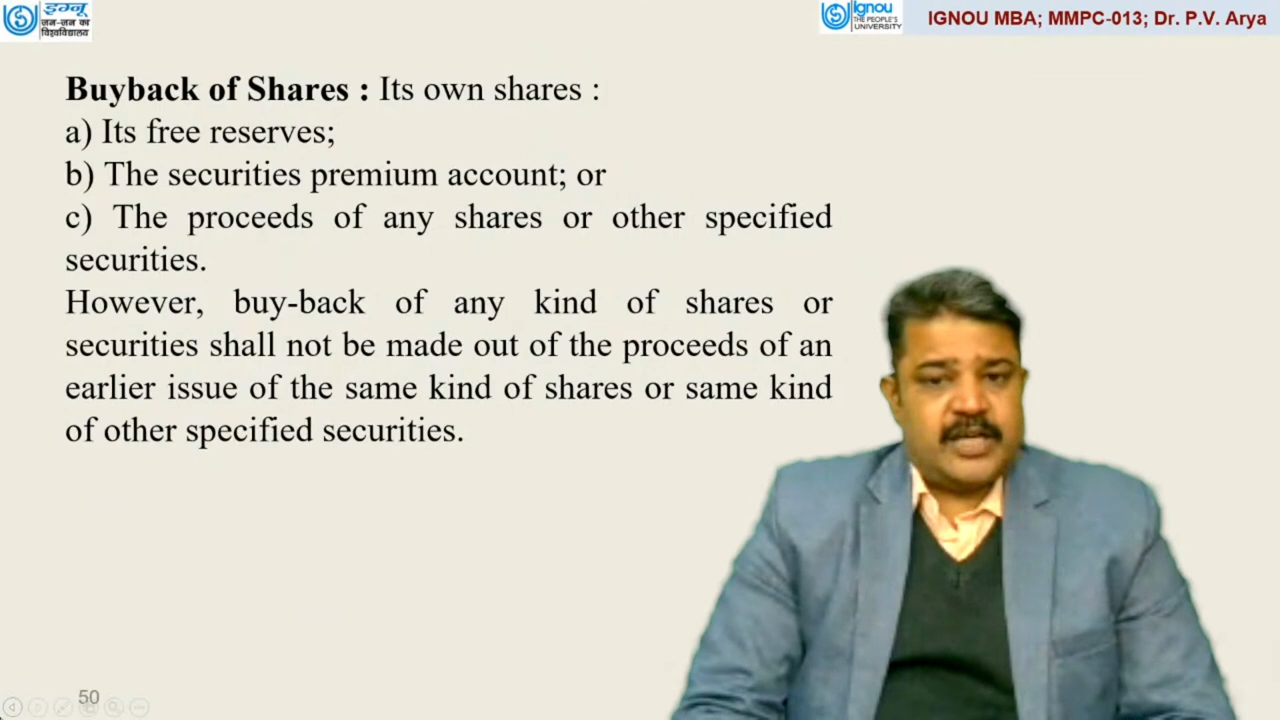 इग्नू
जन-जन का
विश्वविद्यालय
ignou
THE PEOPLE'S
UNIVERSITY
IGNOU MBA; MMPC-013; Dr. P.V. Arya
Buyback of Shares : Its own shares :
a) Its free reserves;
b) The securities premium account; or
c) The proceeds of any shares or other specified
securities.
However, buy-back of any kind of shares or
securities shall not be made out of the proceeds of an
earlier issue of the same kind of shares or same kind
of other specified securities.
50